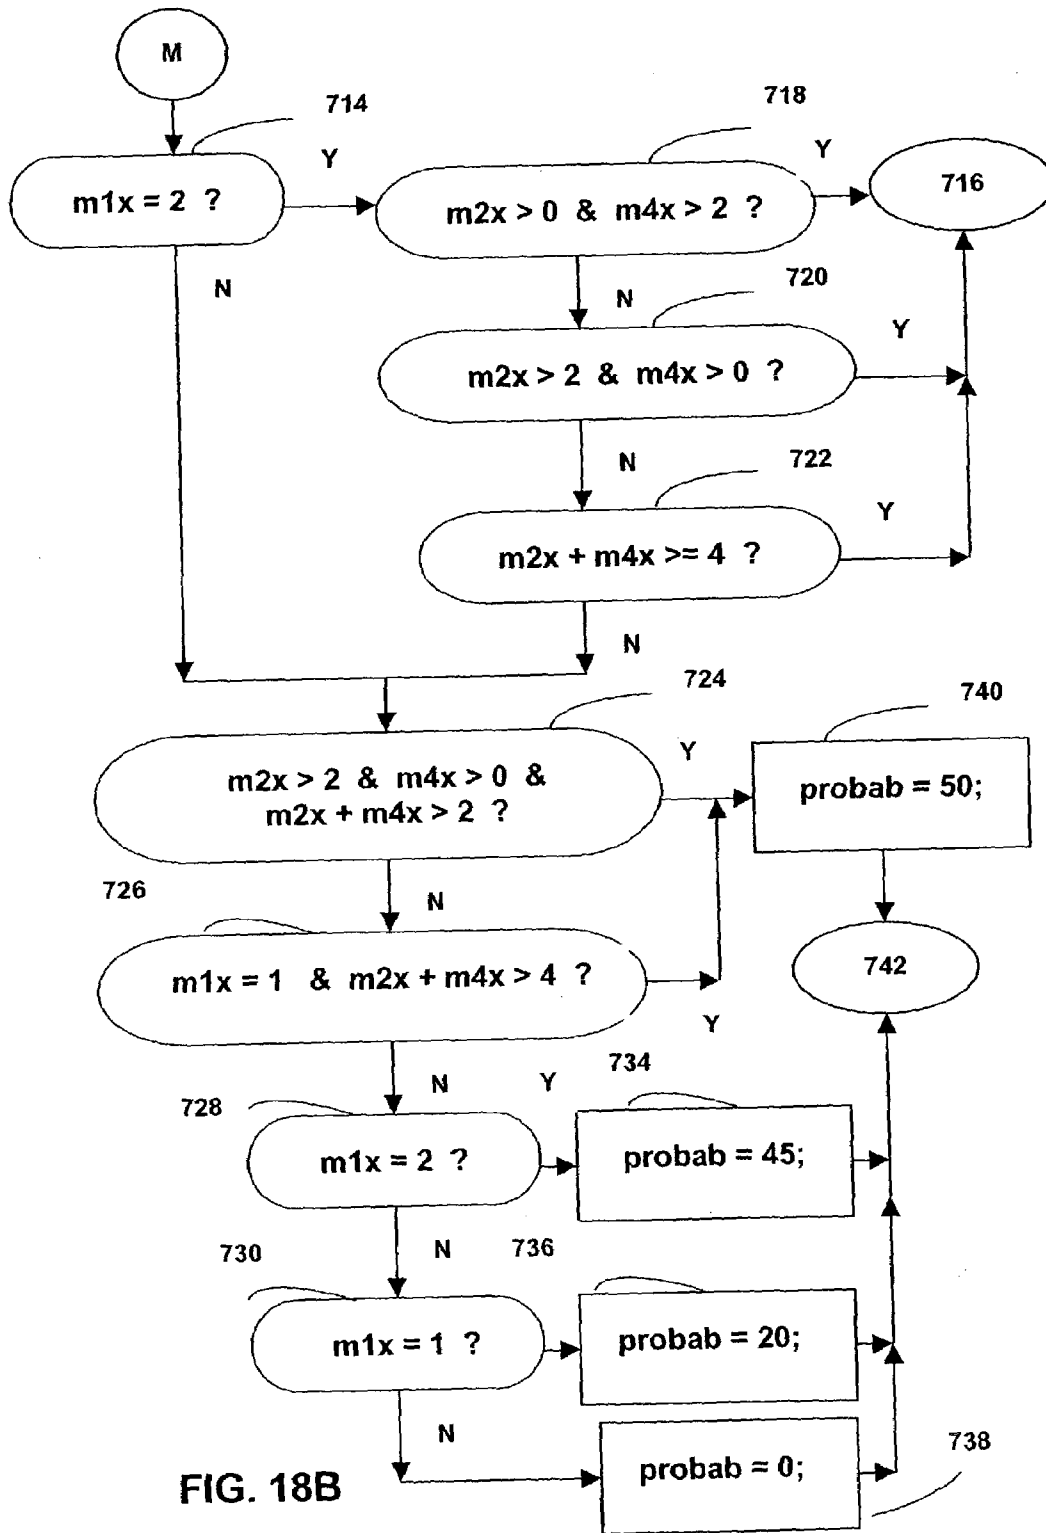 M
714
718
m1x = 2 ?
Y
m2x > 0 & m4x > 2 ?
Y
716
N
N
720
m2x > 2 & m4x > 0 ?
Y
N
722
m2x + m4x >= 4 ?
Y
N
724
740
m2x > 2 & m4x > 0 &
m2x + m4x > 2 ?
Y
probab = 50;
726
N
m1x = 1 & m2x + m4x > 4 ?
Y
742
N
Y
734
728
m1x = 2 ?
probab = 45;
N
736
730
m1x = 1 ?
probab = 20;
N
738
probab = 0;
FIG. 18B